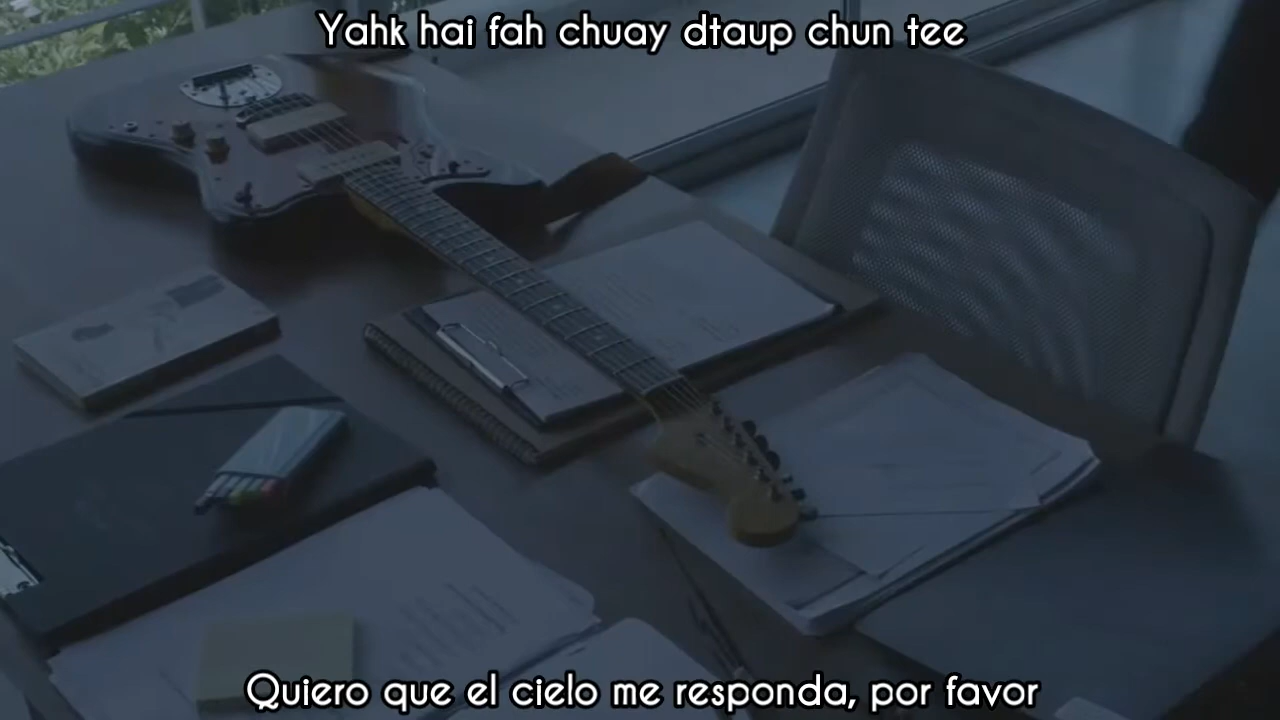 Yahk hai fah chuay dtaup chun tee
Quiero que el cielo me responda, por favor